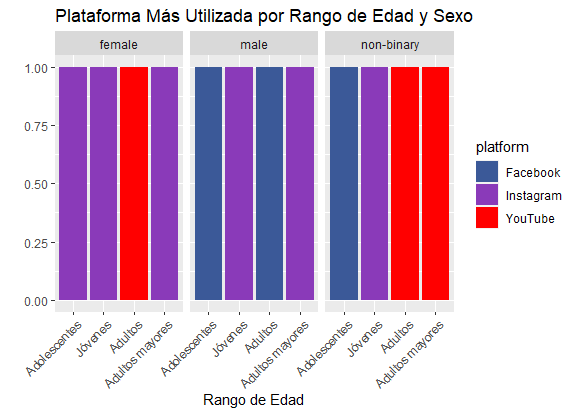 Plataforma Más Utilizada por Rango de Edad y Sexo
female
male
non-binary
1.00
0.75
0.50
0.25
0.00
Adolescentes
Jóvenes
Adultos
Adultos mayores
Adolescentes
Jóvenes
Adultos
Adultos mayores
Adolescentes
Jóvenes
Adultos
Adultos mayores
Rango de Edad
platform
Facebook
Instagram
YouTube